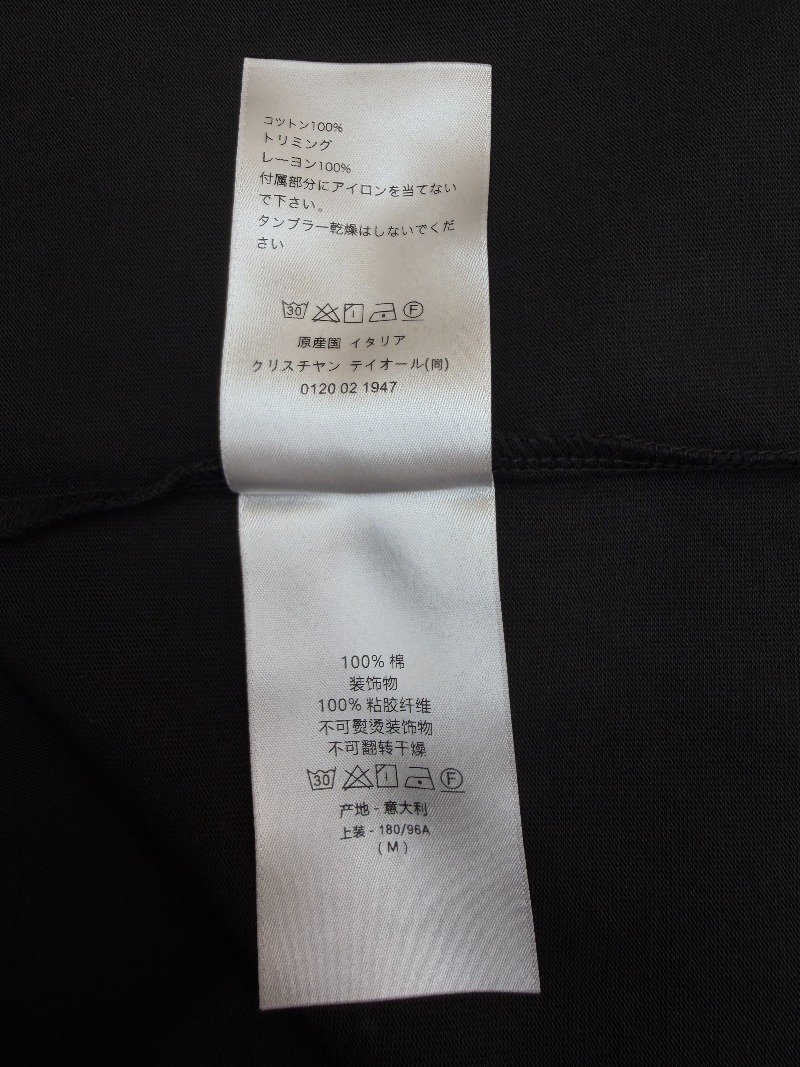 コットン100%
トリミング
レーヨン100%
付属部分にアイロンを当てない
で下さい。
タンブラー乾燥はしないでくだ
さい
30 F
原産国 イタリア
クリスチャン テイオール(同)
0120 02 1947
100% 棉
装饰物
100% 粘胶纤维
不可熨烫装饰物
不可翻转干燥
30 F
产地 - 意大利
上装 - 180/96A
( M )